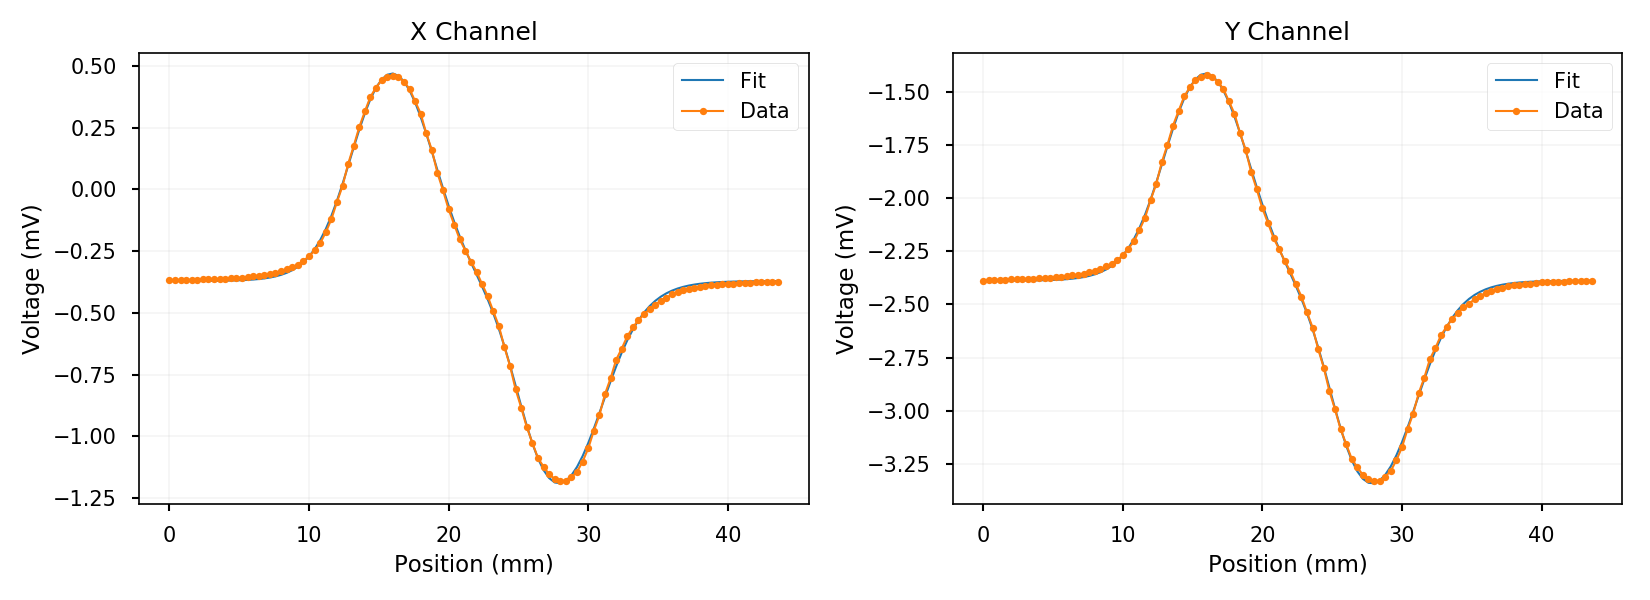 X Channel
Voltage (mV)
0.50
0.25
0.00
−0.25
−0.50
−0.75
−1.00
−1.25
0 10 20 30 40
Position (mm)
Fit
Data
Y Channel
Voltage (mV)
−1.50
−1.75
−2.00
−2.25
−2.50
−2.75
−3.00
−3.25
0 10 20 30 40
Position (mm)
Fit
Data